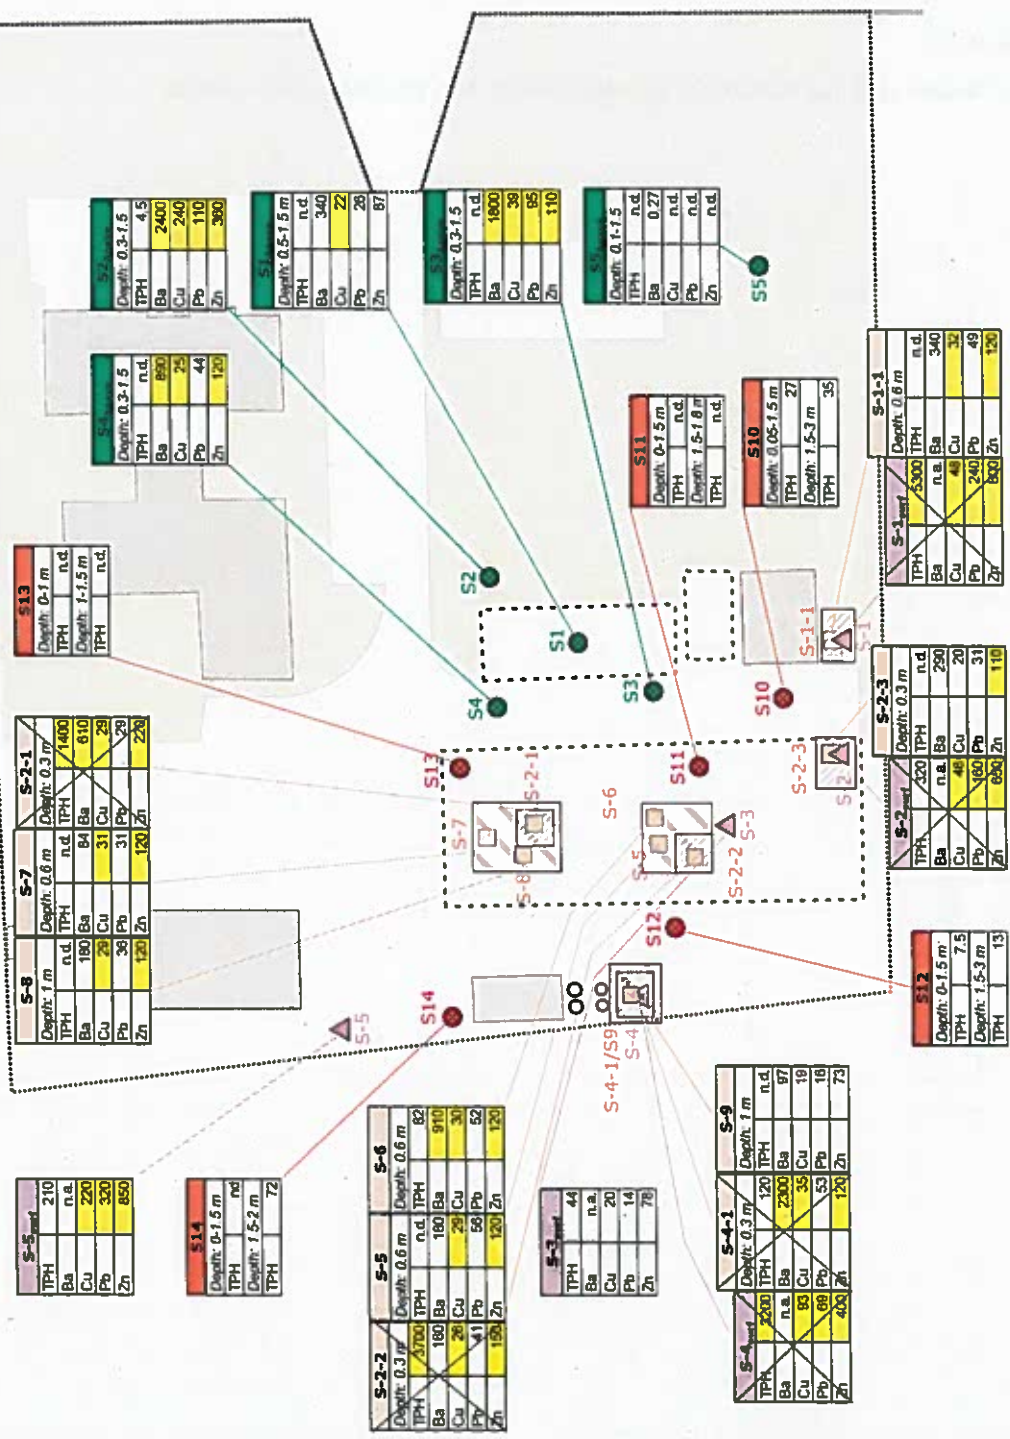 S13
Depth: 0-1 m
TPH n.d.
Depth: 1-1.5 m
TPH n.d.
S4
Depth: 0.3-1.5
TPH n.d.
Ba 890
Cu 25
Pb 44
Zn 120
S2
Depth: 0.3-1.5
TPH 4.5
Ba 2400
Cu 240
Pb 110
Zn 360
S1
Depth: 0.5-1.5 m
TPH n.d.
Ba 340
Cu 22
Pb 26
Zn 87
S3
Depth: 0.3-1.5
TPH n.d.
Ba 1800
Cu 39
Pb 95
Zn 110
S5
Depth: 0.1-1.5
TPH n.d.
Ba 0.27
Cu n.d.
Pb n.d.
Zn n.d.
S11
Depth: 0-1.5 m
TPH n.d.
Depth: 1.5-1.8 m
TPH n.d.
S10
Depth: 0.05-1.5 m
TPH 27
Depth: 1.5-3 m
TPH 35
S-8
Depth: 1 m
TPH n.d.
Ba 180
Cu 29
Pb 36
Zn 120
S-7
Depth: 0.6 m
TPH n.d.
Ba 84
Cu 31
Pb 31
Zn 120
S-2-1
Depth: 0.3 m
TPH 1400
Ba 610
Cu 29
Pb 29
Zn 220
S-1
TPH 5300
Ba n.a.
Cu 48
Pb 240
Zn 890
S-1-1
Depth: 0.6 m
TPH n.d.
Ba 340
Cu 32
Pb 49
Zn 120
S-2
TPH 320
Ba n.a.
Cu 48
Pb 160
Zn 680
S-2-3
Depth: 0.3 m
TPH n.d.
Ba 290
Cu 20
Pb 31
Zn 110
S-5
TPH 210
Ba n.a.
Cu 220
Pb 320
Zn 850
S14
Depth: 0-1.5 m
TPH nd
Depth: 1.5-2 m
TPH 72
S-2-2
Depth: 0.3 m
TPH 3700
Ba 180
Cu 26
Pb 41
Zn 150
S-5
Depth: 0.6 m
TPH n.d.
Ba 180
Cu 29
Pb 56
Zn 120
S-6
Depth: 0.6 m
TPH 82
Ba 910
Cu 30
Pb 52
Zn 120
S-3
TPH 44
Ba n.a.
Cu 20
Pb 14
Zn 78
S-4
TPH 2200
Ba n.a.
Cu 93
Pb 69
Zn 400
S-4-1
Depth: 0.3 m
TPH 120
Ba 2300
Cu 35
Pb 53
Zn 120
S-9
Depth: 1 m
TPH n.d.
Ba 97
Cu 19
Pb 16
Zn 73
S12
Depth: 0-1.5 m
TPH 7.5
Depth: 1.5-3 m
TPH 13
S2
S4
S1
S3
S5
S13
S11
S10
S12
S14
S-7
S-8
S-2-1
S-6
S-5
S-3
S-2-2
S-1-1
S-1
S-2-3
S-2
S-5
S-4-1/S9
S-4